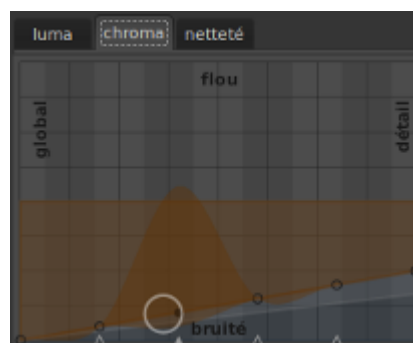 luma chroma netteté
flou
global
détail
bruité